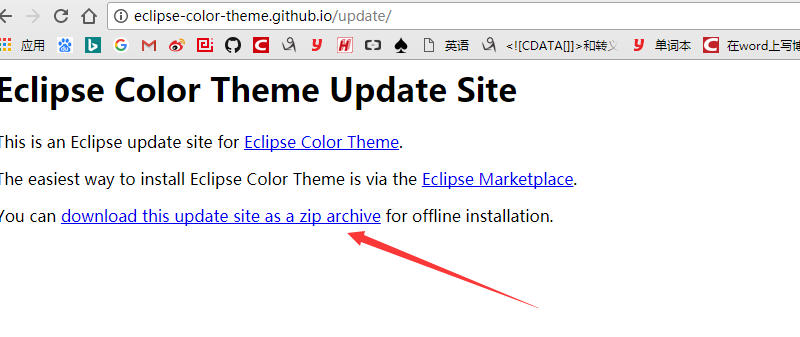 eclipse-color-theme.github.io/update/
应用 英语 <![CDATA[]]>和转义 单词本 在word上写博
Eclipse Color Theme Update Site
This is an Eclipse update site for Eclipse Color Theme.
The easiest way to install Eclipse Color Theme is via the Eclipse Marketplace.
You can download this update site as a zip archive for offline installation.